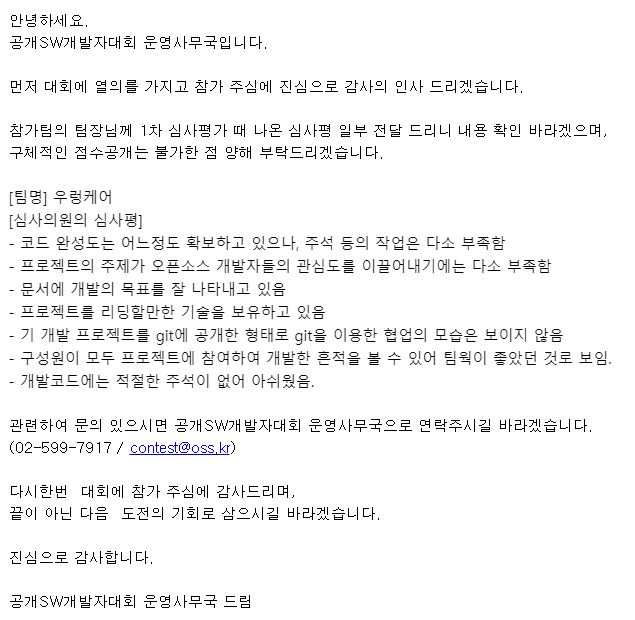 안녕하세요.
공개SW개발자대회 운영사무국입니다.
먼저 대회에 열의를 가지고 참가 주심에 진심으로 감사의 인사 드리겠습니다.
참가팀의 팀장님께 1차 심사평가 때 나온 심사평 일부 전달 드리니 내용 확인 바라겠으며,
구체적인 점수공개는 불가한 점 양해 부탁드리겠습니다.
[팀명] 우렁케어
[심사의원의 심사평]
- 코드 완성도는 어느정도 확보하고 있으나, 주석 등의 작업은 다소 부족함
- 프로젝트의 주제가 오픈소스 개발자들의 관심도를 이끌어내기에는 다소 부족함
- 문서에 개발의 목표를 잘 나타내고 있음
- 프로젝트를 리딩할만한 기술을 보유하고 있음
- 기 개발 프로젝트를 git에 공개한 형태로 git을 이용한 협업의 모습은 보이지 않음
- 구성원이 모두 프로젝트에 참여하여 개발한 흔적을 볼 수 있어 팀웍이 좋았던 것로 보임.
- 개발코드에는 적절한 주석이 없어 아쉬웠음.
관련하여 문의 있으시면 공개SW개발자대회 운영사무국으로 연락주시길 바라겠습니다.
(02-599-7917 / contest@oss.kr)
다시한번 대회에 참가 주심에 감사드리며,
끝이 아닌 다음 도전의 기회로 삼으시길 바라겠습니다.
진심으로 감사합니다.
공개SW개발자대회 운영사무국 드림